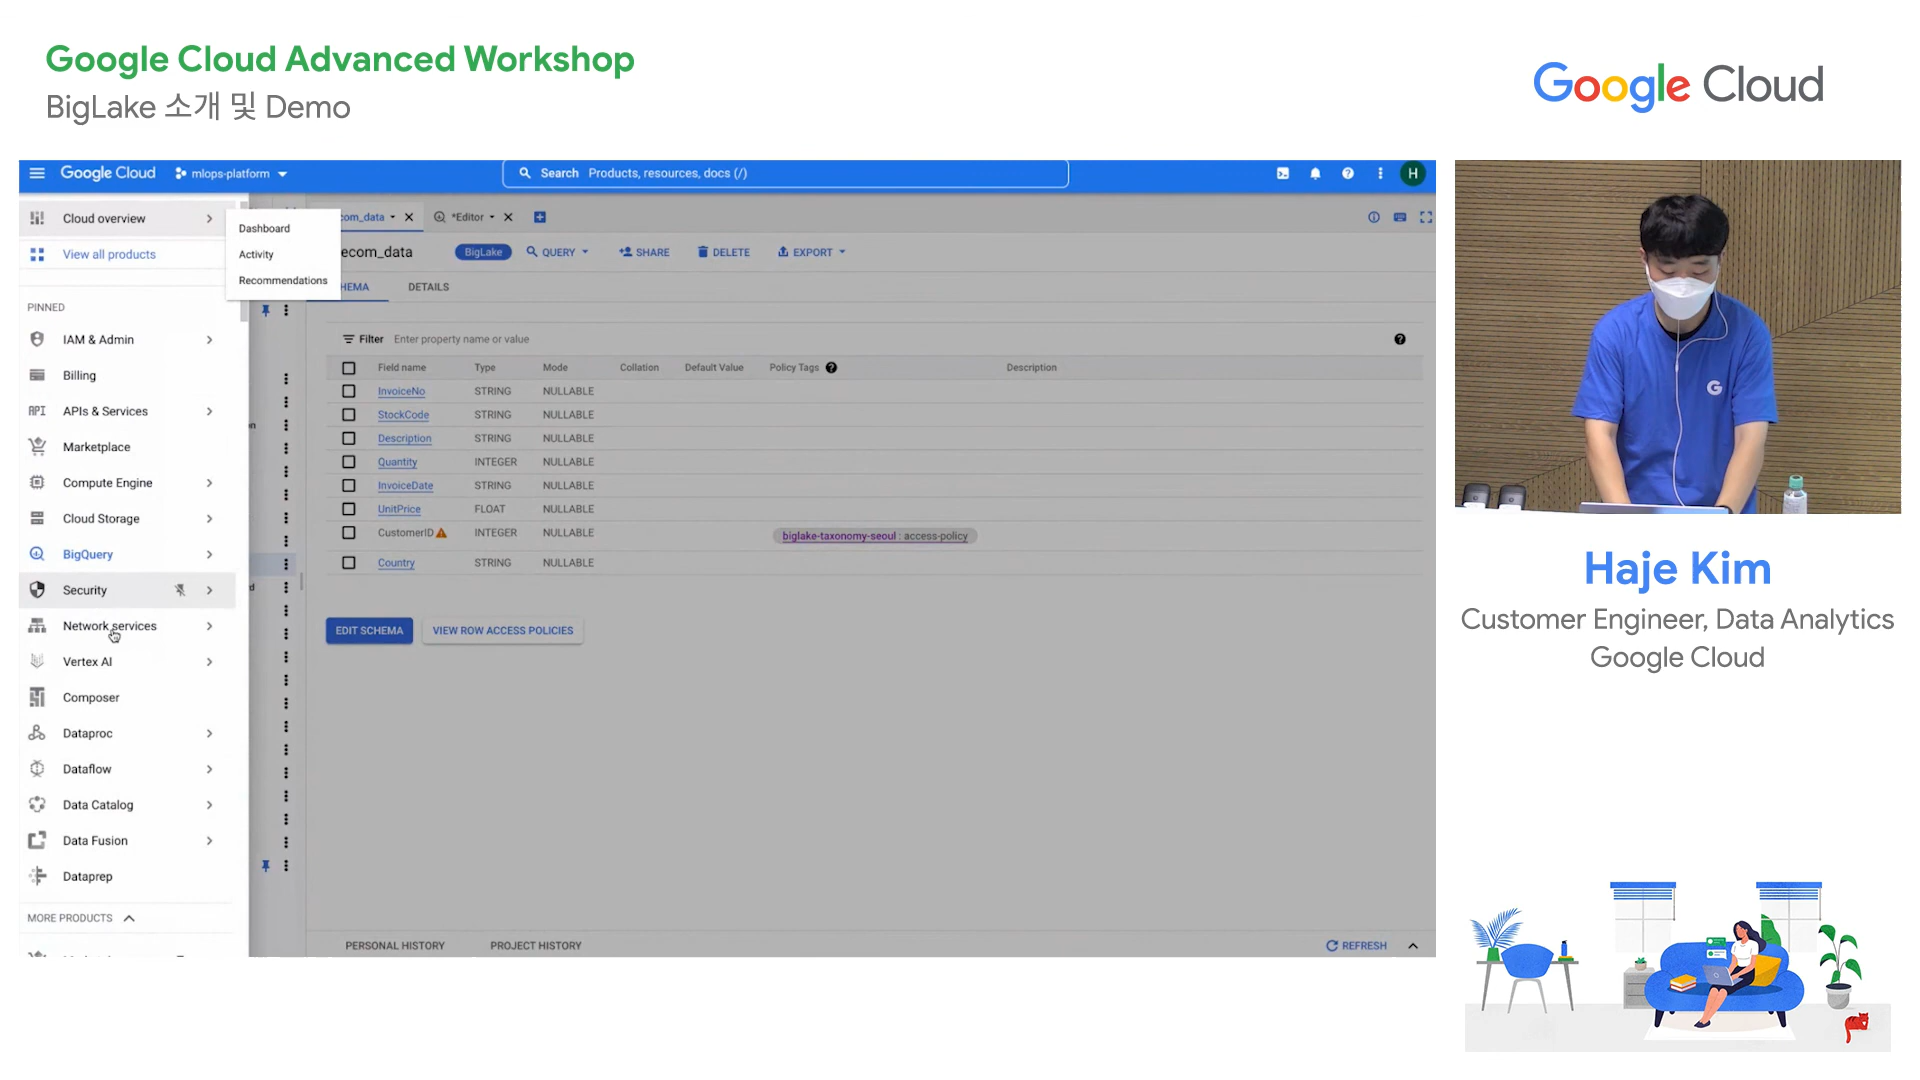 Google Cloud Advanced Workshop
BigLake 소개 및 Demo
Google Cloud
Google Cloud
mlops-platform
Search Products, resources, docs (/)
H
Cloud overview
View all products
Dashboard
Activity
Recommendations
PINNED
IAM & Admin
Billing
API APIs & Services
Marketplace
Compute Engine
Cloud Storage
BigQuery
Security
Network services
Vertex AI
Composer
Dataproc
Dataflow
Data Catalog
Data Fusion
Dataprep
MORE PRODUCTS
com_data
*Editor
ecom_data
BigLake
QUERY
SHARE
DELETE
EXPORT
HEMA
DETAILS
Filter Enter property name or value
Field name Type Mode Collation Default Value Policy Tags Description
InvoiceNo STRING NULLABLE
StockCode STRING NULLABLE
Description STRING NULLABLE
Quantity INTEGER NULLABLE
InvoiceDate STRING NULLABLE
UnitPrice FLOAT NULLABLE
CustomerID INTEGER NULLABLE biglake-taxonomy-seoul : access-policy
Country STRING NULLABLE
EDIT SCHEMA
VIEW ROW ACCESS POLICIES
PERSONAL HISTORY
PROJECT HISTORY
REFRESH
G
Haje Kim
Customer Engineer, Data Analytics
Google Cloud